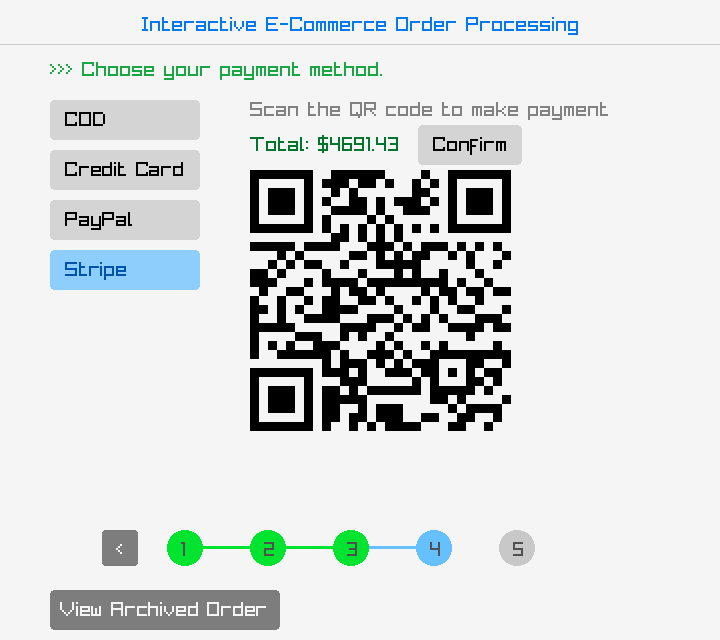 Interactive E-Commerce Order Processing
>>> Choose your payment method.
COD
Credit Card
PayPal
Stripe
Scan the QR code to make payment
Total: $4691.43
Confirm
<
1
2
3
4
5
View Archived Order